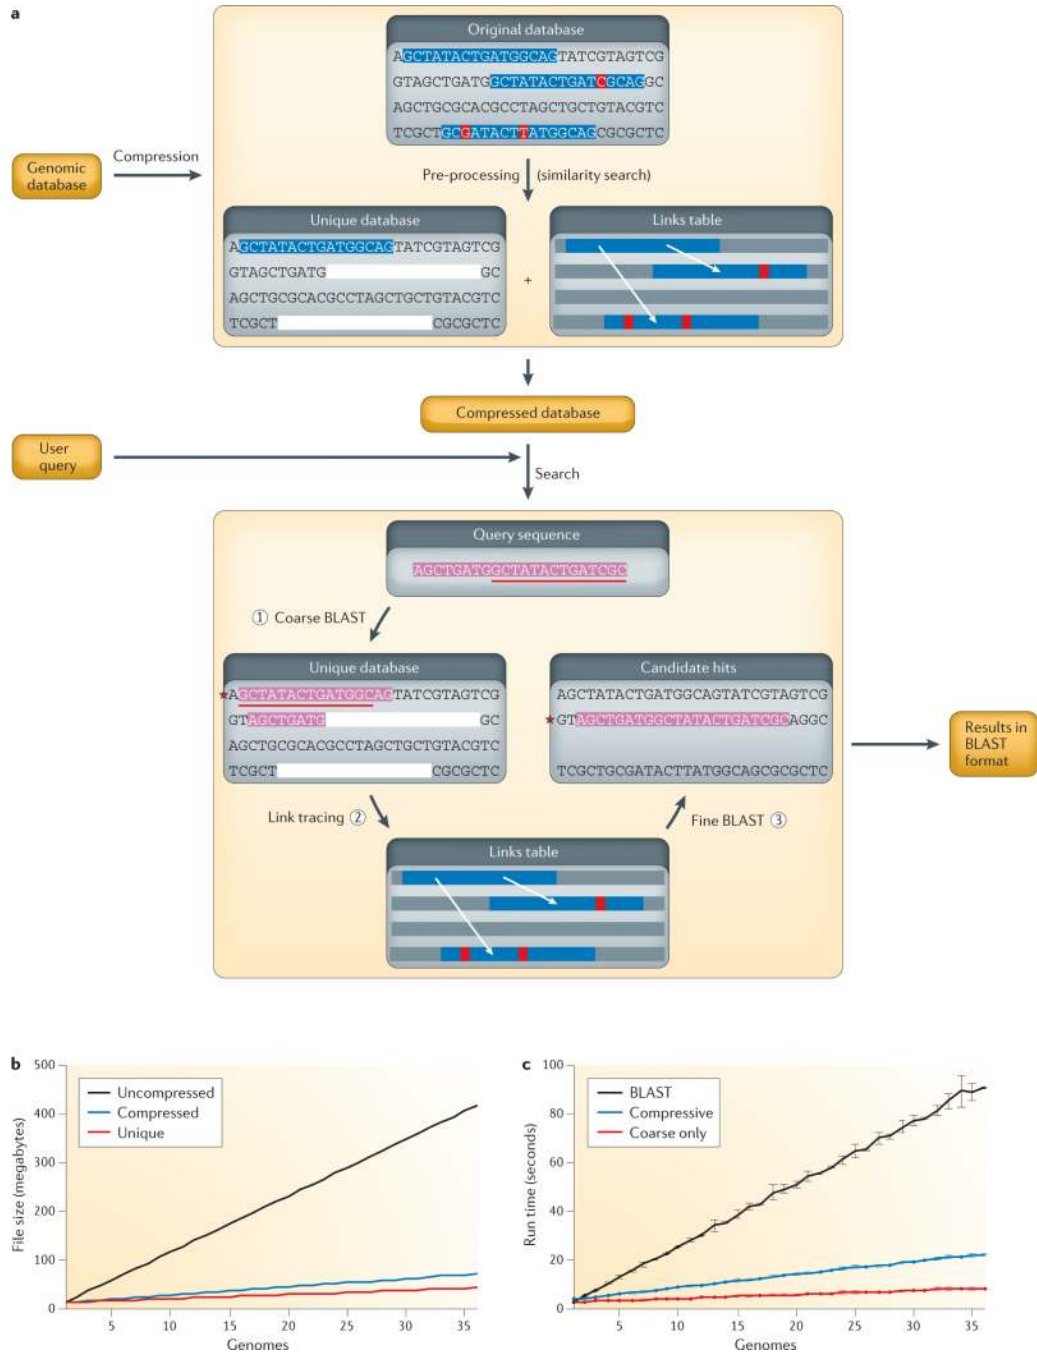 a
Original database
AGCTATACTGATGGCAGTATCGTAGTCG
GTAGCTGATGGCTATACTGATCGCAGGC
AGCTGCGCACGCCTAGCTGCTGTACGTC
TCGCTGCGATACTTATGGCAGCGCGCTC
Genomic
database
Compression
Pre-processing (similarity search)
Unique database
AGCTATACTGATGGCAGTATCGTAGTCG
GTAGCTGATG GC
AGCTGCGCACGCCTAGCTGCTGTACGTC
TCGCT CGCGCTC
+
Links table
Compressed database
User
query
Search
Query sequence
AGCTGATGGCTATACTGATCGC
1 Coarse BLAST
Unique database
★AGCTATACTGATGGCAGTATCGTAGTCG
GTAGCTGATG GC
AGCTGCGCACGCCTAGCTGCTGTACGTC
TCGCT CGCGCTC
Candidate hits
AGCTATACTGATGGCAGTATCGTAGTCG
★GTAGCTGATGGCTATACTGATCGCAGGC
TCGCTGCGATACTTATGGCAGCGCGCTC
Results in
BLAST
format
Link tracing 2
Fine BLAST 3
Links table
b
500
400
300
200
100
0
File size (megabytes)
Uncompressed
Compressed
Unique
5 10 15 20 25 30 35
Genomes
c
100
80
60
40
20
0
Run time (seconds)
BLAST
Compressive
Coarse only
5 10 15 20 25 30 35
Genomes